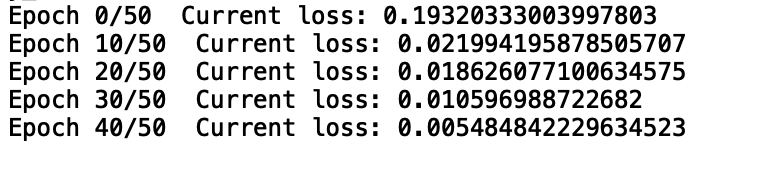 Epoch 0/50  Current loss: 0.19320333003997803
Epoch 10/50  Current loss: 0.021994195878505707
Epoch 20/50  Current loss: 0.018626077100634575
Epoch 30/50  Current loss: 0.010596988722682
Epoch 40/50  Current loss: 0.005484842229634523